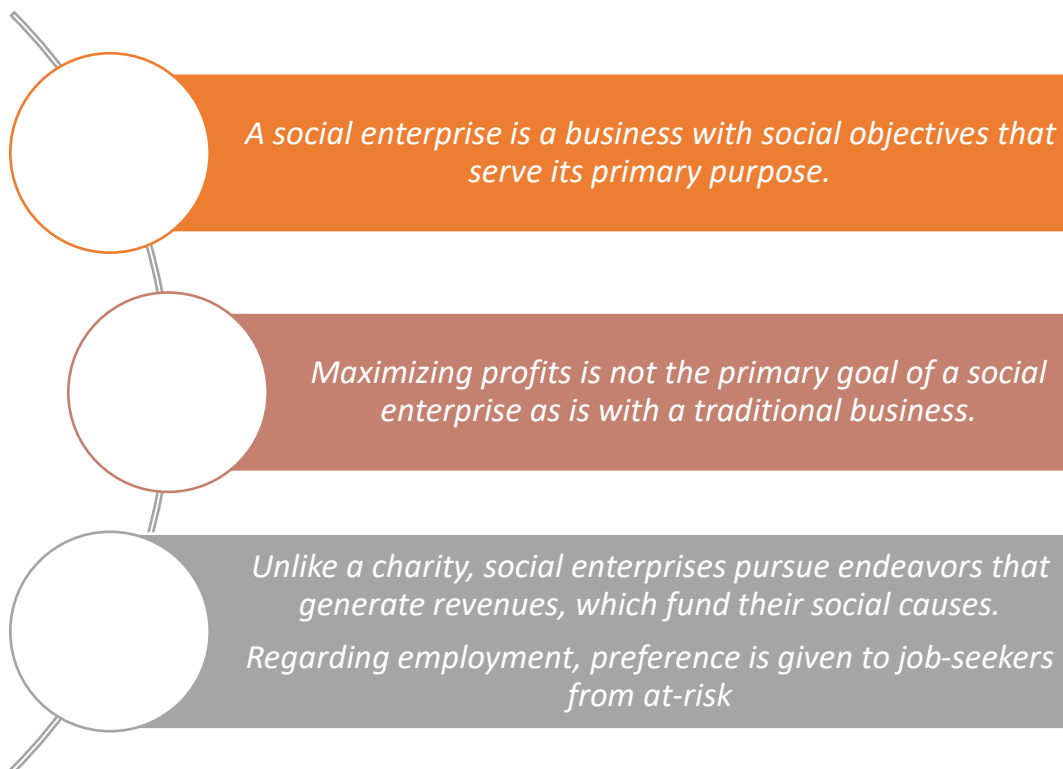 A social enterprise is a business with social objectives that
serve its primary purpose.
Maximizing profits is not the primary goal of a social
enterprise as is with a traditional business.
Unlike a charity, social enterprises pursue endeavors that
generate revenues, which fund their social causes.
Regarding employment, preference is given to job-seekers
from at-risk